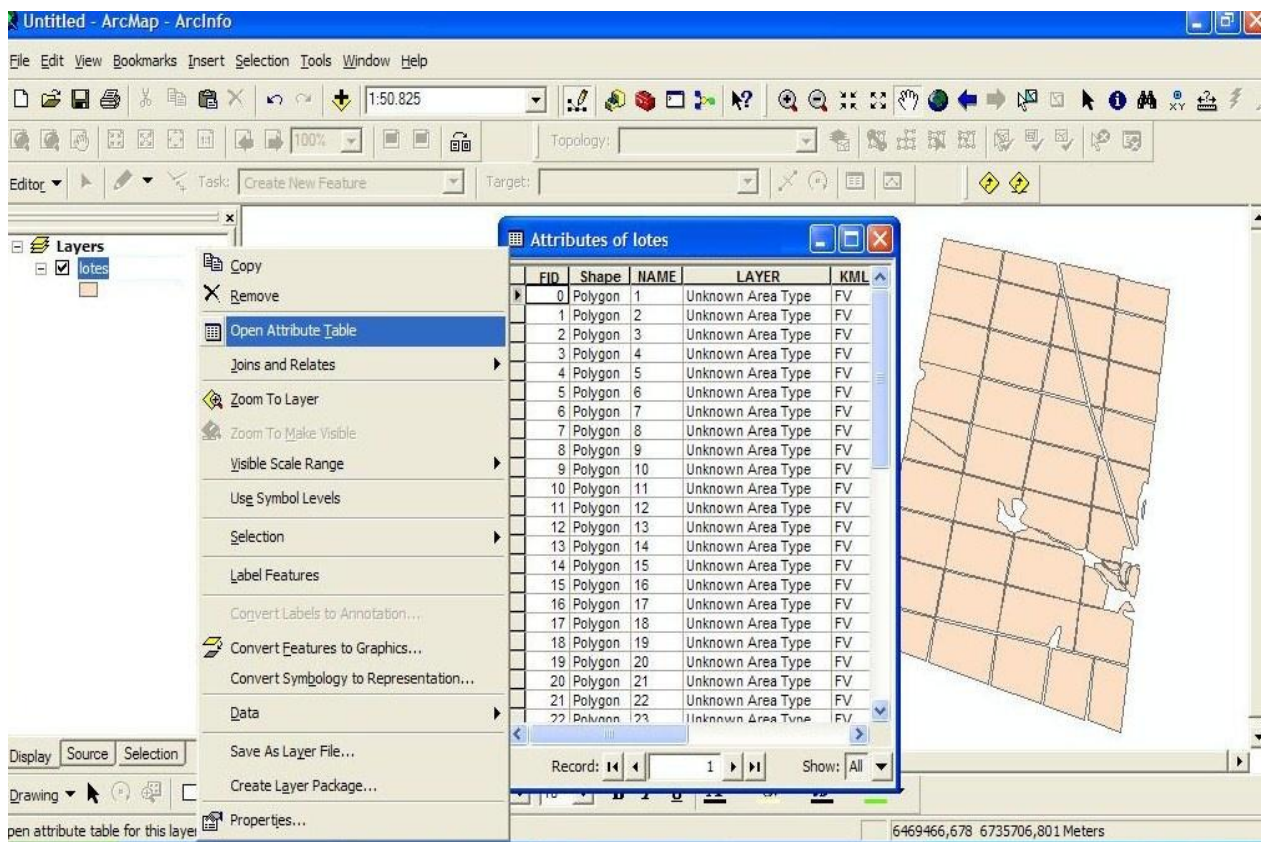 Untitled - ArcMap - ArcInfo
File Edit View Bookmarks Insert Selection Tools Window Help
1:50.825
100%
Topology:
Editor
Task: Create New Feature
Target:
Layers
lotes
Copy
Remove
Open Attribute Table
Joins and Relates
Zoom To Layer
Zoom To Make Visible
Visible Scale Range
Use Symbol Levels
Selection
Label Features
Convert Labels to Annotation...
Convert Features to Graphics...
Convert Symbology to Representation...
Data
Save As Layer File...
Create Layer Package...
Properties...
Attributes of lotes
FID Shape NAME LAYER KML
0 Polygon 1 Unknown Area Type FV
1 Polygon 2 Unknown Area Type FV
2 Polygon 3 Unknown Area Type FV
3 Polygon 4 Unknown Area Type FV
4 Polygon 5 Unknown Area Type FV
5 Polygon 6 Unknown Area Type FV
6 Polygon 7 Unknown Area Type FV
7 Polygon 8 Unknown Area Type FV
8 Polygon 9 Unknown Area Type FV
9 Polygon 10 Unknown Area Type FV
10 Polygon 11 Unknown Area Type FV
11 Polygon 12 Unknown Area Type FV
12 Polygon 13 Unknown Area Type FV
13 Polygon 14 Unknown Area Type FV
14 Polygon 15 Unknown Area Type FV
15 Polygon 16 Unknown Area Type FV
16 Polygon 17 Unknown Area Type FV
17 Polygon 18 Unknown Area Type FV
18 Polygon 19 Unknown Area Type FV
19 Polygon 20 Unknown Area Type FV
20 Polygon 21 Unknown Area Type FV
21 Polygon 22 Unknown Area Type FV
22 Polygon 23 Unknown Area Type FV
Record: 1 Show: All
Display Source Selection
Drawing
pen attribute table for this laye
6469466,678 6735706,801 Meters